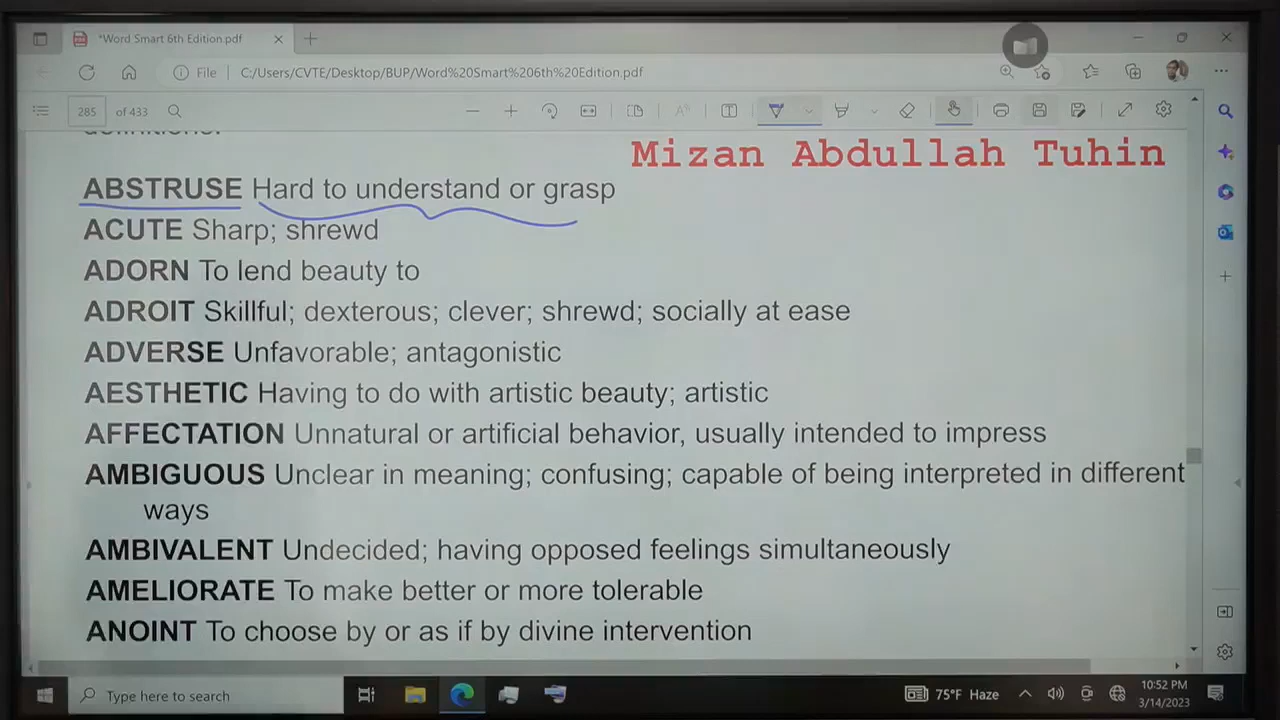 *Word Smart 6th Edition.pdf
File
C:/Users/CVTE/Desktop/BUP/Word%20Smart%206th%20Edition.pdf
285 of 433
definitions.
Mizan Abdullah Tuhin
ABSTRUSE Hard to understand or grasp
ACUTE Sharp; shrewd
ADORN To lend beauty to
ADROIT Skillful; dexterous; clever; shrewd; socially at ease
ADVERSE Unfavorable; antagonistic
AESTHETIC Having to do with artistic beauty; artistic
AFFECTATION Unnatural or artificial behavior, usually intended to impress
AMBIGUOUS Unclear in meaning; confusing; capable of being interpreted in different
ways
AMBIVALENT Undecided; having opposed feelings simultaneously
AMELIORATE To make better or more tolerable
ANOINT To choose by or as if by divine intervention
Type here to search
75°F Haze
10:52 PM
3/14/2023